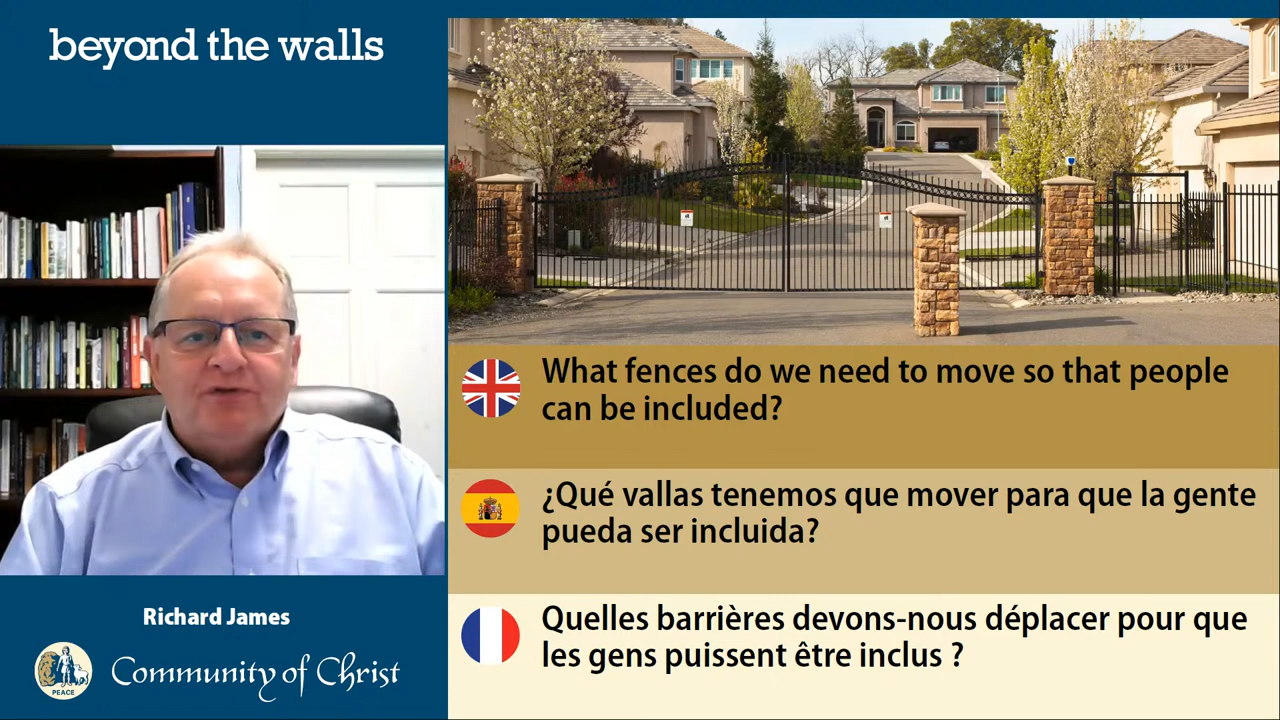 beyond the walls
What fences do we need to move so that people
can be included?
¿Qué vallas tenemos que mover para que la gente
pueda ser incluida?
Quelles barrières devons-nous déplacer pour que
les gens puissent être inclus ?
Richard James
PEACE
Community of Christ